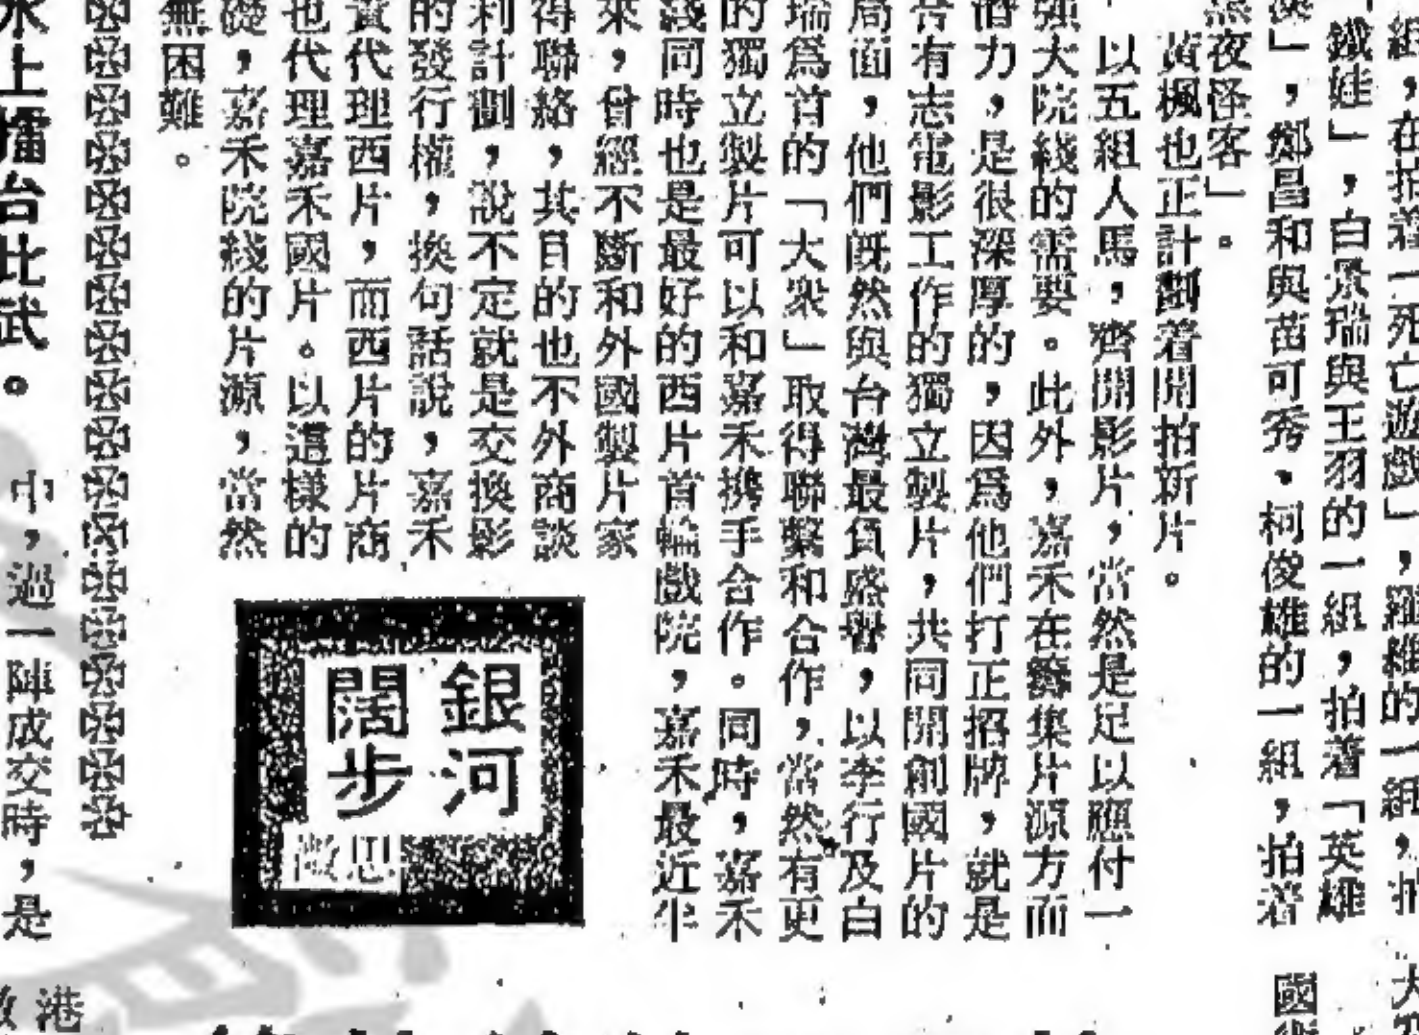 組，在拍着「死亡遊戲」，羅維的一組，拍
「鐵娃」，白景瑞與王羽的一組，拍着「英雄
」，鄭昌和與苗可秀、柯俊雄的一組，拍着
黑夜怪客」。
黃楓也正計劃着開拍新片。
以五組人馬，齊開影片，當然是足以應付一
強大院綫的需要。此外，嘉禾在籌集片源方面
潛力，是很深厚的，因爲他們打正招牌，就是
合有志電影工作的獨立製片，共同開創國片的
局面，他們既然與台灣最負盛譽，以李行及白
瑞爲首的「大衆」取得聯繫和合作，當然有更
的獨立製片可以和嘉禾携手合作。同時，嘉禾
綫同時也是最好的西片首輪戲院，嘉禾最近半
來，曾經不斷和外國製片家
得聯絡，其目的也不外商談
利計劃，說不定就是交換影
的發行權，換句話說，嘉禾
實代理西片，而西片的片商
也代理嘉禾國片。以這樣的
礎，嘉禾院綫的片源，當然
無困難。
銀河
闊步
水上擂台比武。
中，過一陣成交時，是
國
大
港